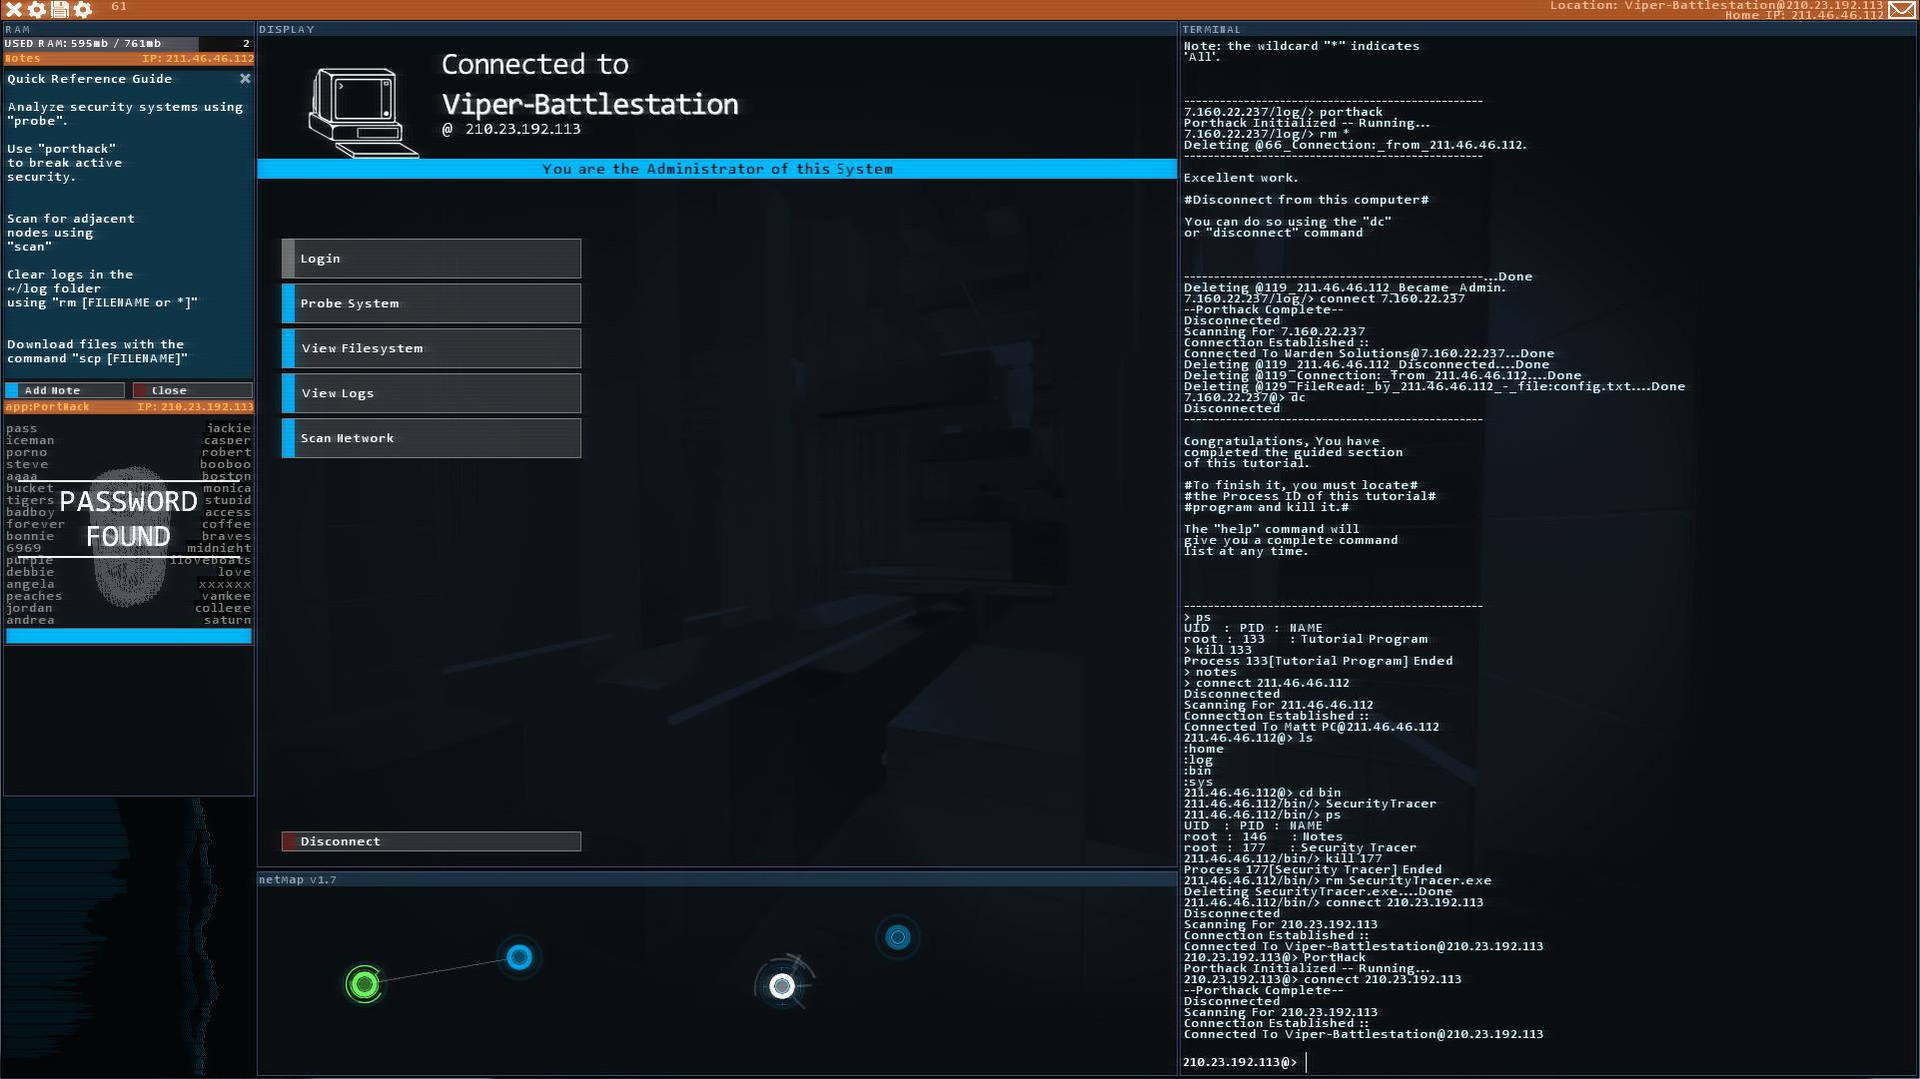 61
Location: Viper-Battlestation@210.23.192.113
Home IP: 211.46.46.112
RAM
USED RAM: 595mb / 761mb 2
Notes IP: 211.46.46.112
Quick Reference Guide
Analyze security systems using
"probe".
Use "porthack"
to break active
security.
Scan for adjacent
nodes using
"scan"
Clear logs in the
~/log folder
using "rm [FILENAME or *]"
Download files with the
command "scp [FILENAME]"
Add Note Close
app:PortHack IP: 210.23.192.113
pass jackie
iceman casper
porno robert
steve booboo
aaaa boston
bucket monica
tigers stupid
badboy access
forever coffee
bonnie braves
6969 midnight
purple iloveboats
debbie love
angela xxxxxx
peaches yankee
jordan college
andrea saturn
PASSWORD
FOUND
DISPLAY
Connected to
Viper-Battlestation
@ 210.23.192.113
You are the Administrator of this System
Login
Probe System
View Filesystem
View Logs
Scan Network
Disconnect
netMap v1.7
TERMINAL
Note: the wildcard "*" indicates
'All'.
--------------------------------------------------
7.160.22.237/log/> porthack
Porthack Initialized -- Running...
7.160.22.237/log/> rm *
Deleting @66_Connection:_from_211.46.46.112.
--------------------------------------------------
Excellent work.
#Disconnect from this computer#
You can do so using the "dc"
or "disconnect" command
--------------------------------------------------...Done
Deleting @119_211.46.46.112_Became_Admin.
7.160.22.237/log/> connect 7.160.22.237
--Porthack Complete--
Disconnected
Scanning For 7.160.22.237
Connection Established ::
Connected To Warden Solutions@7.160.22.237...Done
Deleting @119_211.46.46.112_Disconnected....Done
Deleting @119_Connection:_from_211.46.46.112....Done
Deleting @129_FileRead:_by_211.46.46.112_-_file:config.txt....Done
7.160.22.237@> dc
Disconnected
--------------------------------------------------
Congratulations, You have
completed the guided section
of this tutorial.
#To finish it, you must locate#
#the Process ID of this tutorial#
#program and kill it.#
The "help" command will
give you a complete command
list at any time.
--------------------------------------------------
> ps
UID : PID : NAME
root : 133 : Tutorial Program
> kill 133
Process 133[Tutorial Program] Ended
> notes
> connect 211.46.46.112
Disconnected
Scanning For 211.46.46.112
Connection Established ::
Connected To Matt PC@211.46.46.112
211.46.46.112@> ls
:home
:log
:bin
:sys
211.46.46.112@> cd bin
211.46.46.112/bin/> SecurityTracer
211.46.46.112/bin/> ps
UID : PID : NAME
root : 146 : Notes
root : 177 : Security Tracer
211.46.46.112/bin/> kill 177
Process 177[Security Tracer] Ended
211.46.46.112/bin/> rm SecurityTracer.exe
Deleting SecurityTracer.exe....Done
211.46.46.112/bin/> connect 210.23.192.113
Disconnected
Scanning For 210.23.192.113
Connection Established ::
Connected To Viper-Battlestation@210.23.192.113
210.23.192.113@> PortHack
Porthack Initialized -- Running...
210.23.192.113@> connect 210.23.192.113
--Porthack Complete--
Disconnected
Scanning For 210.23.192.113
Connection Established ::
Connected To Viper-Battlestation@210.23.192.113
210.23.192.113@>